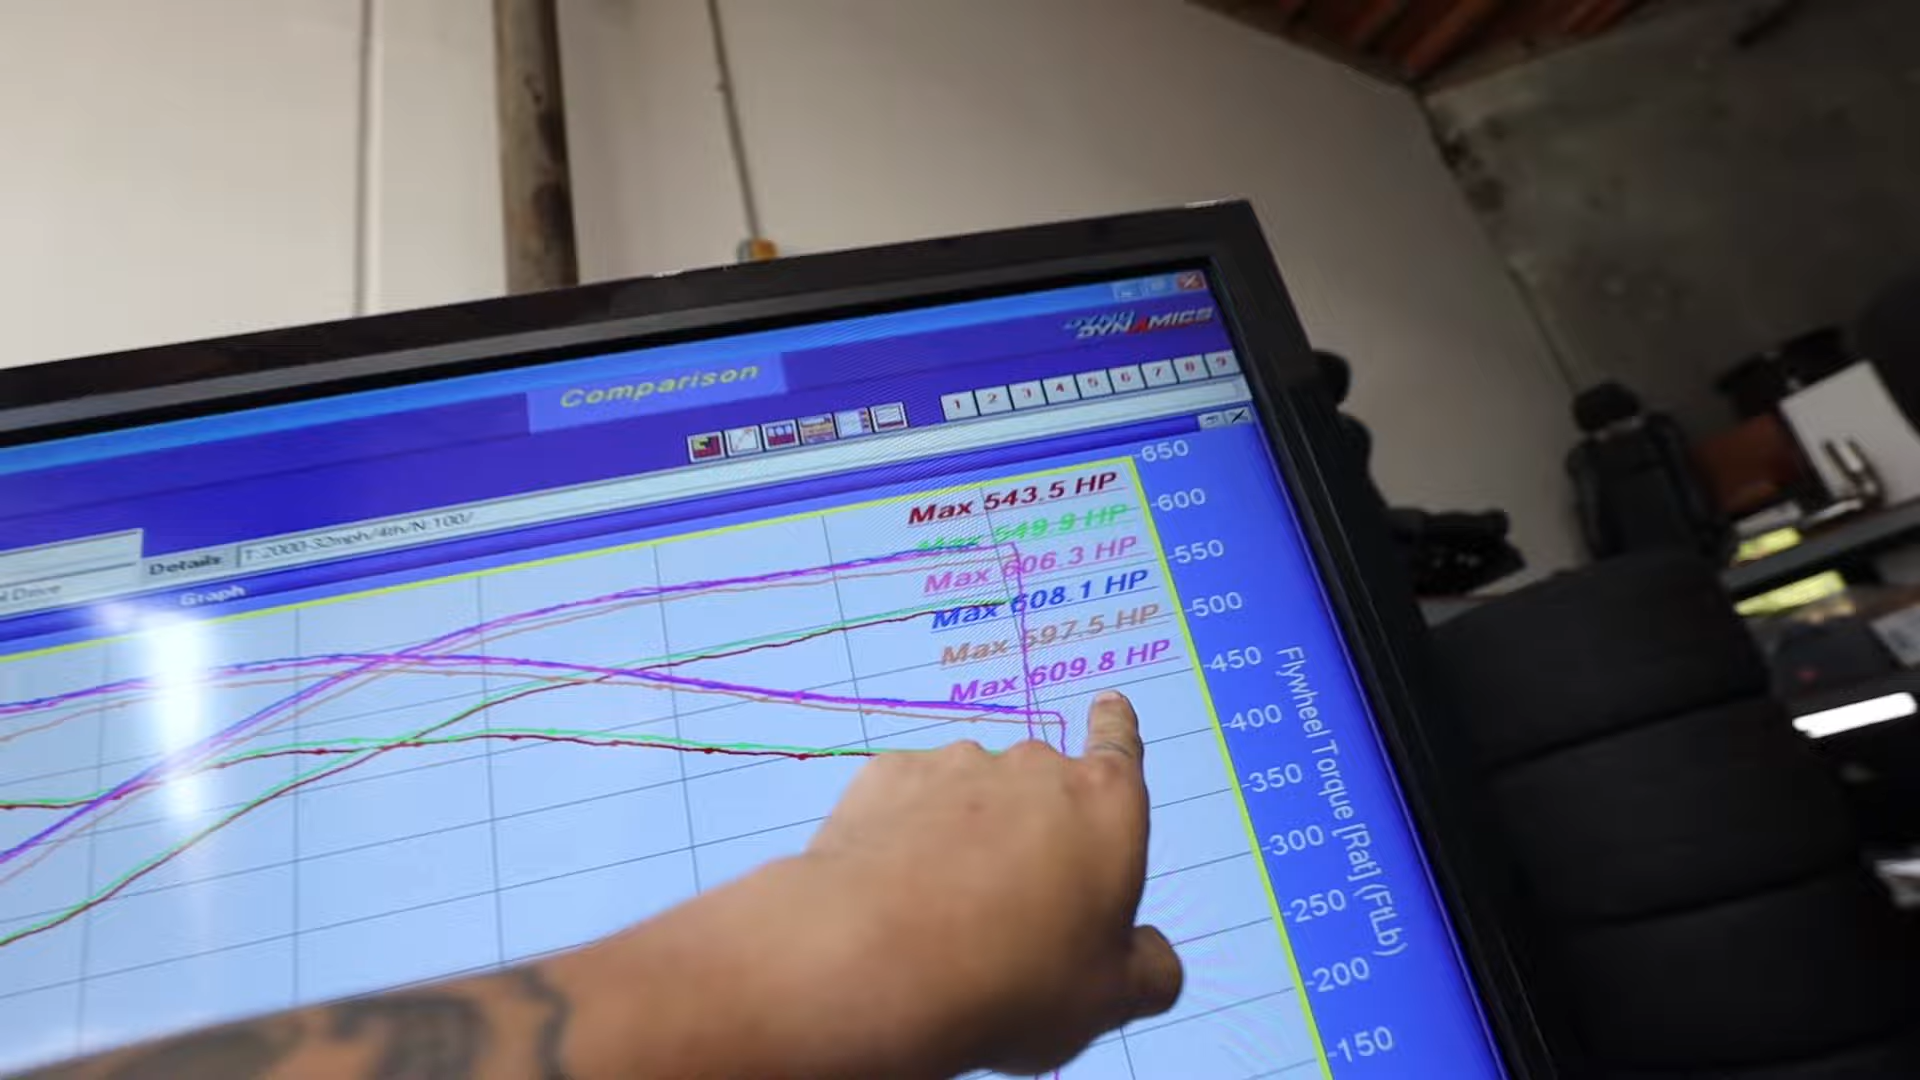 DYNO DYNAMICS
Comparison
1 2 3 4 5 6 7 8 9
Details:
Drive
Graph
Max 543.5 HP
Max 549.9 HP
Max 606.3 HP
Max 608.1 HP
Max 597.5 HP
Max 609.8 HP
650
600
550
500
450
400
350
300
250
200
150
Flywheel Torque [Rat] (FtLb)